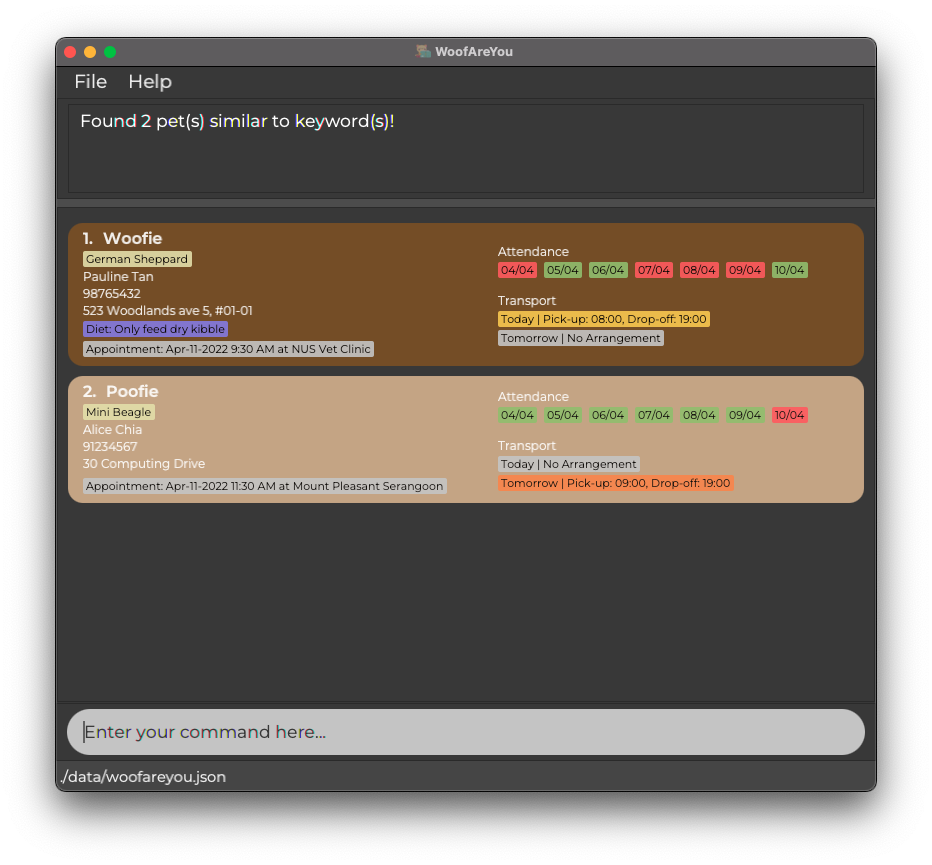 WoofAreYou
File Help
Found 2 pet(s) similar to keyword(s)!
1. Woofie
German Sheppard
Pauline Tan
98765432
523 Woodlands ave 5, #01-01
Diet: Only feed dry kibble
Appointment: Apr-11-2022 9:30 AM at NUS Vet Clinic
Attendance
04/04 05/04 06/04 07/04 08/04 09/04 10/04
Transport
Today | Pick-up: 08:00, Drop-off: 19:00
Tomorrow | No Arrangement
2. Poofie
Mini Beagle
Alice Chia
91234567
30 Computing Drive
Appointment: Apr-11-2022 11:30 AM at Mount Pleasant Serangoon
Attendance
04/04 05/04 06/04 07/04 08/04 09/04 10/04
Transport
Today | No Arrangement
Tomorrow | Pick-up: 09:00, Drop-off: 19:00
Enter your command here...
./data/woofareyou.json